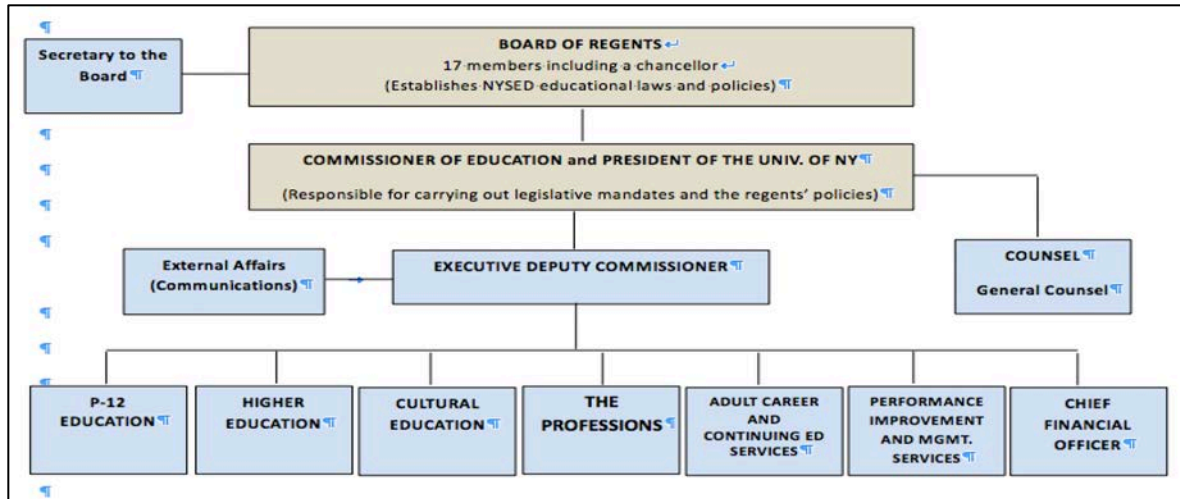 Secretary to the
Board
BOARD OF REGENTS
17 members including a chancellor
(Establishes NYSED educational laws and policies)
COMMISSIONER OF EDUCATION and PRESIDENT OF THE UNIV. OF NY
(Responsible for carrying out legislative mandates and the regents’ policies)
External Affairs
(Communications)
EXECUTIVE DEPUTY COMMISSIONER
COUNSEL
General Counsel
P-12
EDUCATION
HIGHER
EDUCATION
CULTURAL
EDUCATION
THE
PROFESSIONS
ADULT CAREER
AND
CONTINUING ED
SERVICES
PERFORMANCE
IMPROVEMENT
AND MGMT.
SERVICES
CHIEF
FINANCIAL
OFFICER